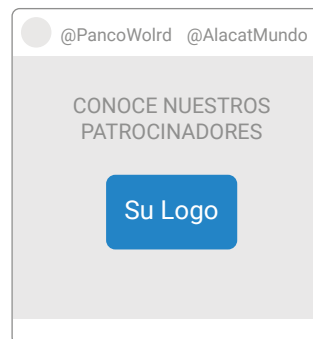 @PancoWolrd @AlacatMundo
CONOCE NUESTROS
PATROCINADORES
Su Logo